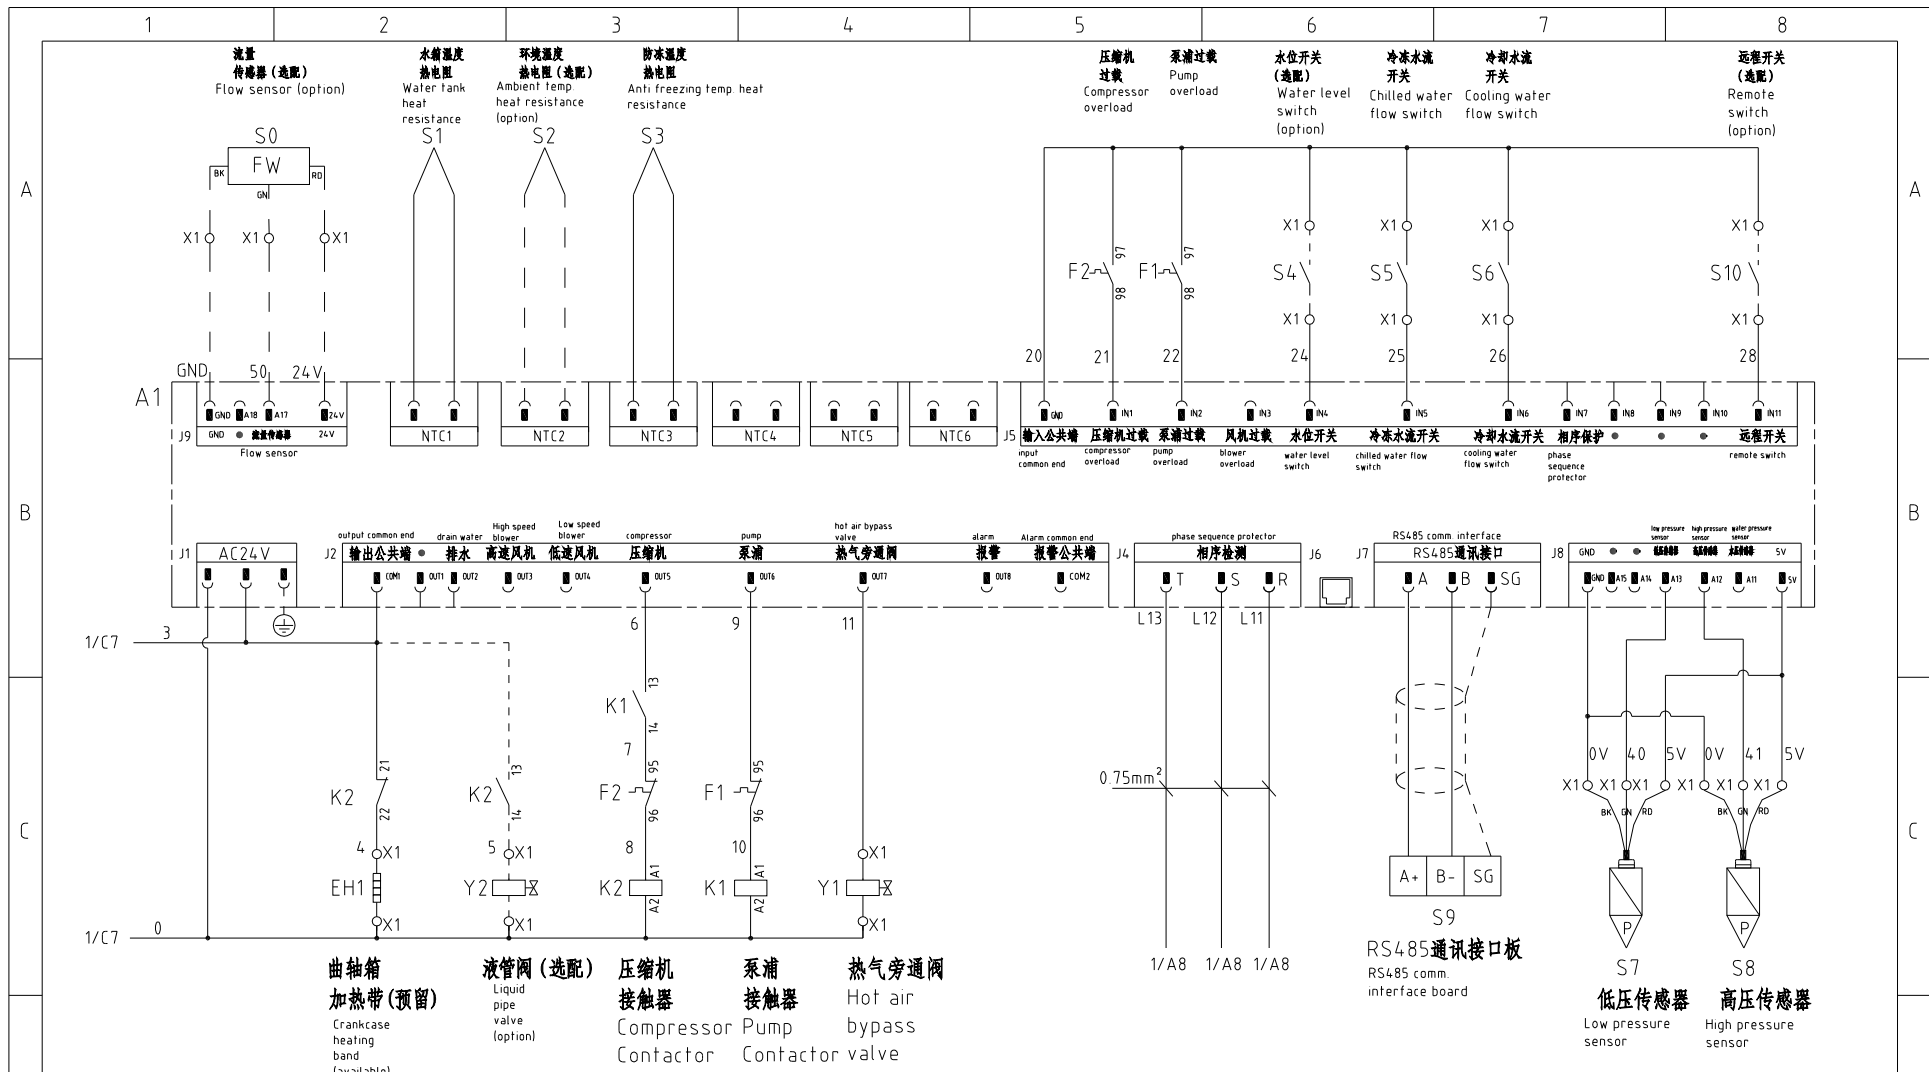 1 2 3 4 5 6 7 8
流量
传感器(选配)
Flow sensor (option)
水箱温度
热电阻
Water tank
heat
resistance
环境温度
热电阻(选配)
Ambient temp.
heat resistance
(option)
防冻温度
热电阻
Anti freezing temp. heat
resistance
压缩机
过载
Compressor
overload
泵浦过载
Pump
overload
水位开关
(选配)
Water level
switch
(option)
冷冻水流
开关
Chilled water
flow switch
冷却水流
开关
Cooling water
flow switch
远程开关
(选配)
Remote
switch
(option)
S0 S1 S2 S3
FW
BK GN RD
A A
X1 X1 X1
X1 X1 X1 X1
F2 97 98 F1 97 98 S4 S5 S6 S10
X1 X1 X1 X1
20 21 22 24 25 26 28
GND 50 24V
A1
GND A18 A17 24V
J9 GND 流量传感器 24V
Flow sensor
NTC1 NTC2 NTC3 NTC4 NTC5 NTC6
GND IN1 IN2 IN3 IN4 IN5 IN6 IN7 IN8 IN9 IN10 IN11
J5 输入公共端 压缩机过载 泵浦过载 风机过载 水位开关 冷冻水流开关 冷却水流开关 相序保护 远程开关
input
common end
compressor
overload
pump
overload
blower
overload
water level
switch
chilled water flow
switch
cooling water
flow switch
phase
sequence
protector
remote switch
B B
J1 AC24V
output common end
drain water
High speed
blower
Low speed
blower
compressor
pump
hot air bypass
valve
alarm
Alarm common end
J2 输出公共端 排水 高速风机 低速风机 压缩机 泵浦 热气旁通阀 报警 报警公共端
COM1 OUT1 OUT2 OUT3 OUT4 OUT5 OUT6 OUT7 OUT8 COM2
phase sequence protector
J4 相序检测
T S R
J6
RS485 comm. interface
J7 RS485通讯接口
A B SG
low pressure
sensor
high pressure
sensor
water pressure
sensor
J8 GND 低压传感器 高压传感器 水压传感器 5V
GND A15 A14 A13 A12 A11 5V
1/C7 3
6 9 11
L13 L12 L11
K1 13 14
7
K2 21 22
K2 13 14
F2 95 96
F1 95 96
0.75mm²
0V 40 5V 0V 41 5V
X1 X1 X1 X1 X1 X1
BK GN RD BK GN RD
C C
4 X1 5 X1 8 10 X1
EH1 Y2 K2 A1 A2 K1 A1 A2 Y1
X1 X1 X1
A+ B- SG
S9
P P
1/C7 0
1/A8 1/A8 1/A8
RS485通讯接口板
RS485 comm.
interface board
S7
低压传感器
Low pressure
sensor
S8
高压传感器
High pressure
sensor
曲轴箱
加热带(预留)
Crankcase
heating
band
(available)
液管阀(选配)
Liquid
pipe
valve
(option)
压缩机
接触器
Compressor
Contactor
泵浦
接触器
Pump
Contactor
热气旁通阀
Hot air
bypass
valve